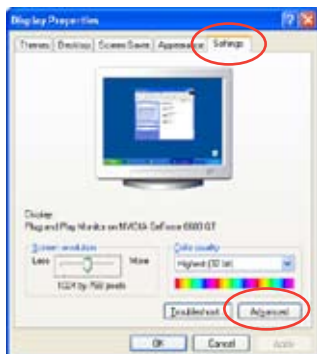 Display Properties
Themes Desktop Screen Saver Appearance Settings
Display:
Plug and Play Monitor on NVIDIA GeForce 6600 GT
Screen resolution
Less More
1024 by 768 pixels
Color quality
Highest (32 bit)
Troubleshoot... Advanced
OK Cancel Apply